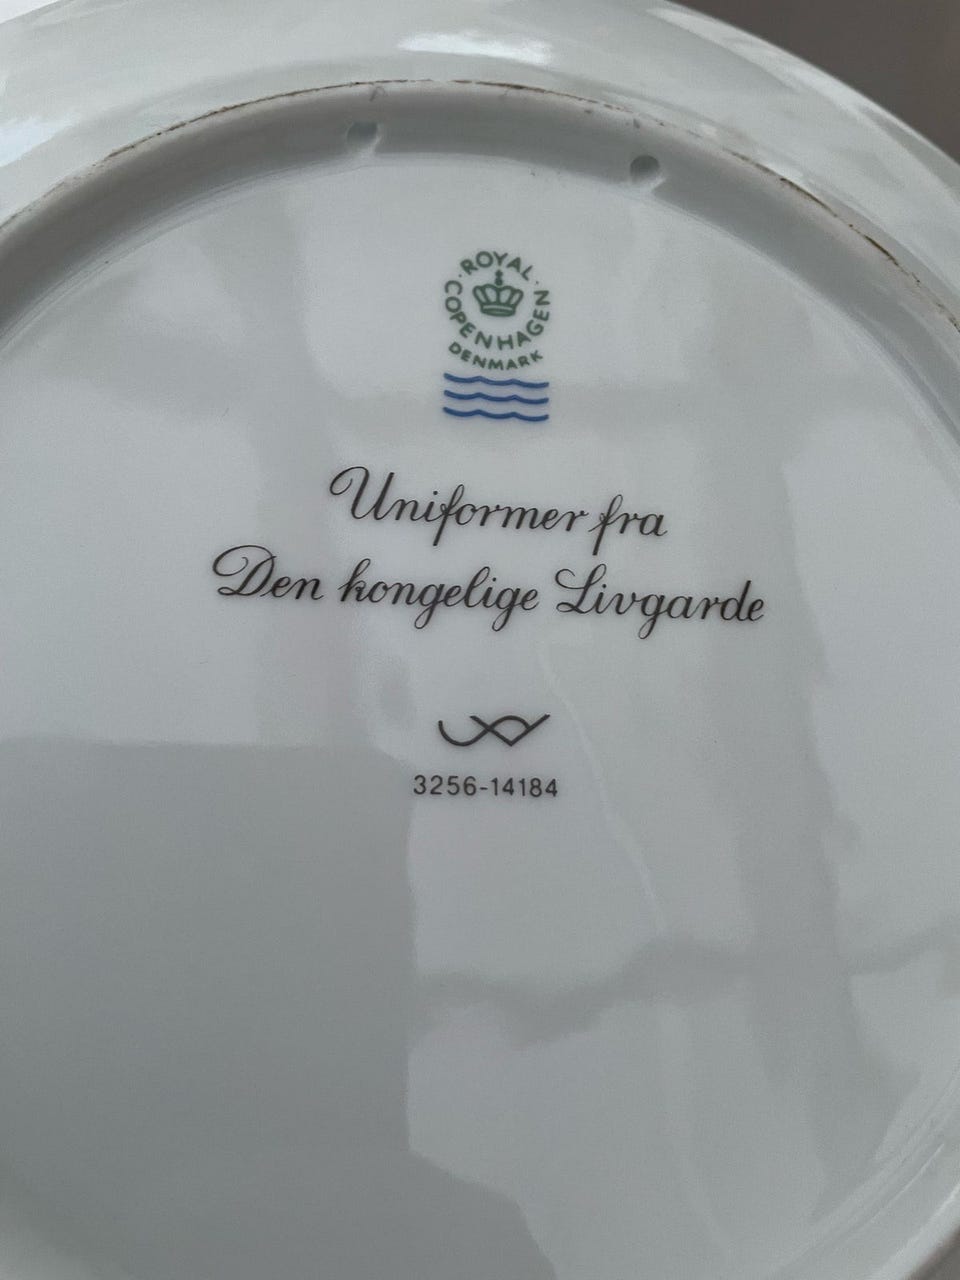 ROYAL
COPENHAGEN
DENMARK
Uniformer fra
Den kongelige Livgarde
3256-14184